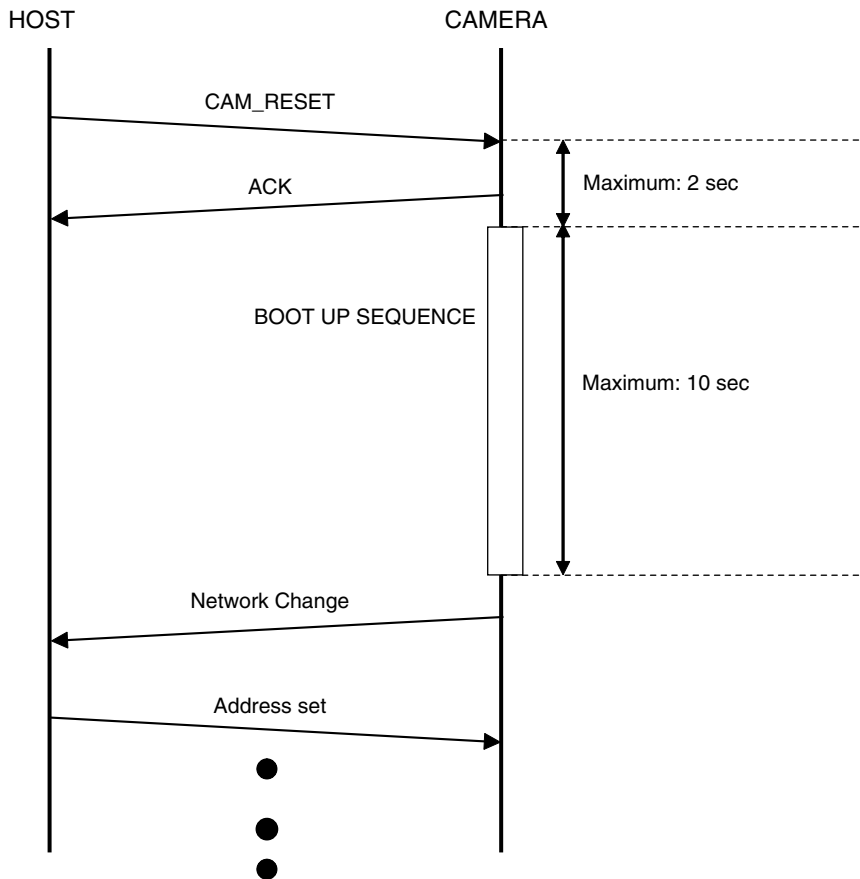 HOST
CAMERA
CAM_RESET
ACK
Maximum: 2 sec
BOOT UP SEQUENCE
Maximum: 10 sec
Network Change
Address set